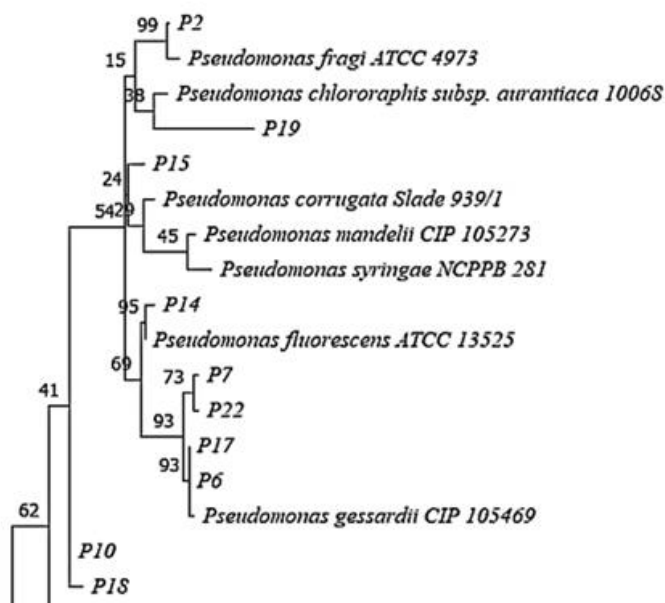 99 P2
Pseudomonas fragi ATCC 4973
15
38 Pseudomonas chlororaphis subsp. aurantiaca 10068
P19
P15
24
Pseudomonas corrugata Slade 939/1
54 29
45 Pseudomonas mandelii CIP 105273
Pseudomonas syringae NCPPB 281
95 P14
Pseudomonas fluorescens ATCC 13525
69
73 P7
P22
93
P17
93
P6
Pseudomonas gessardii CIP 105469
41
62
P10
P18